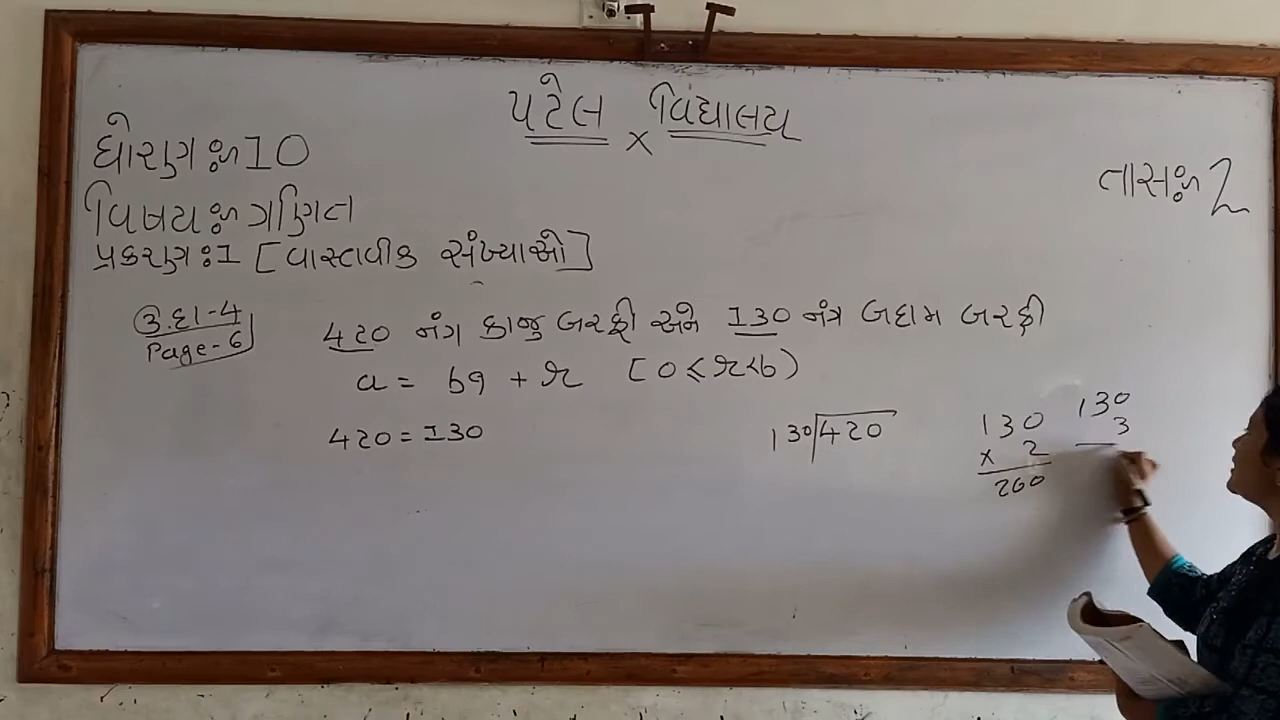 પટેલ x વિદ્યાલય
ધોરણ :- 10
તાસ :- 2
વિષય :- ગણિત
પ્રકરણ : 1 [વાસ્તવીક સંખ્યાઓ]
ઉ.દા-4
Page-6
420 નંગ કાજુ બરફી અને 130 નંગ બદામ બરફી
a = bq + r [0 ≤ r < b)
420 = 130
130)420
130
x 2
260
130
3